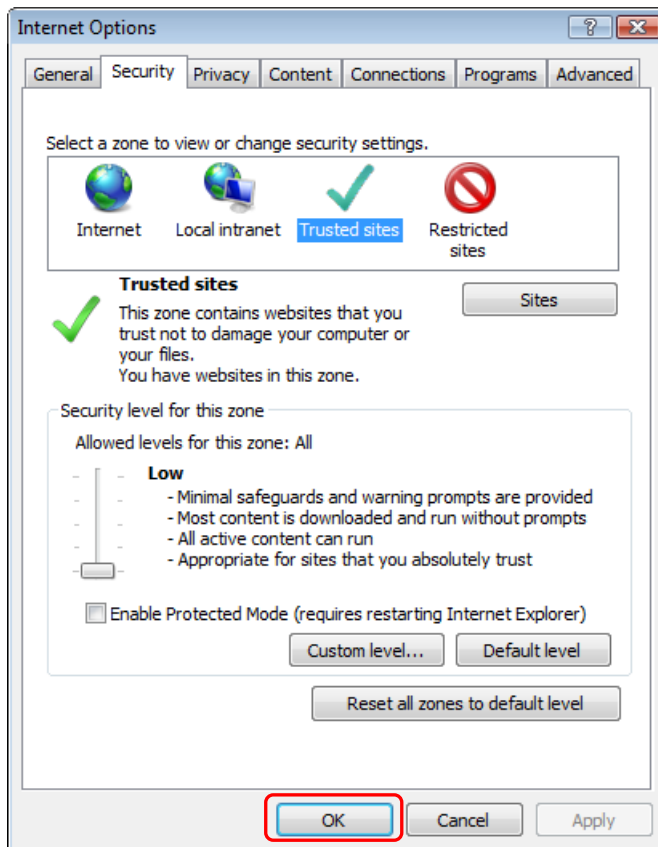 Internet Options
General Security Privacy Content Connections Programs Advanced
Select a zone to view or change security settings.
Internet Local intranet Trusted sites Restricted
sites
Trusted sites
Sites
This zone contains websites that you
trust not to damage your computer or
your files.
You have websites in this zone.
Security level for this zone
Allowed levels for this zone: All
Low
- Minimal safeguards and warning prompts are provided
- Most content is downloaded and run without prompts
- All active content can run
- Appropriate for sites that you absolutely trust
Enable Protected Mode (requires restarting Internet Explorer)
Custom level... Default level
Reset all zones to default level
OK Cancel Apply